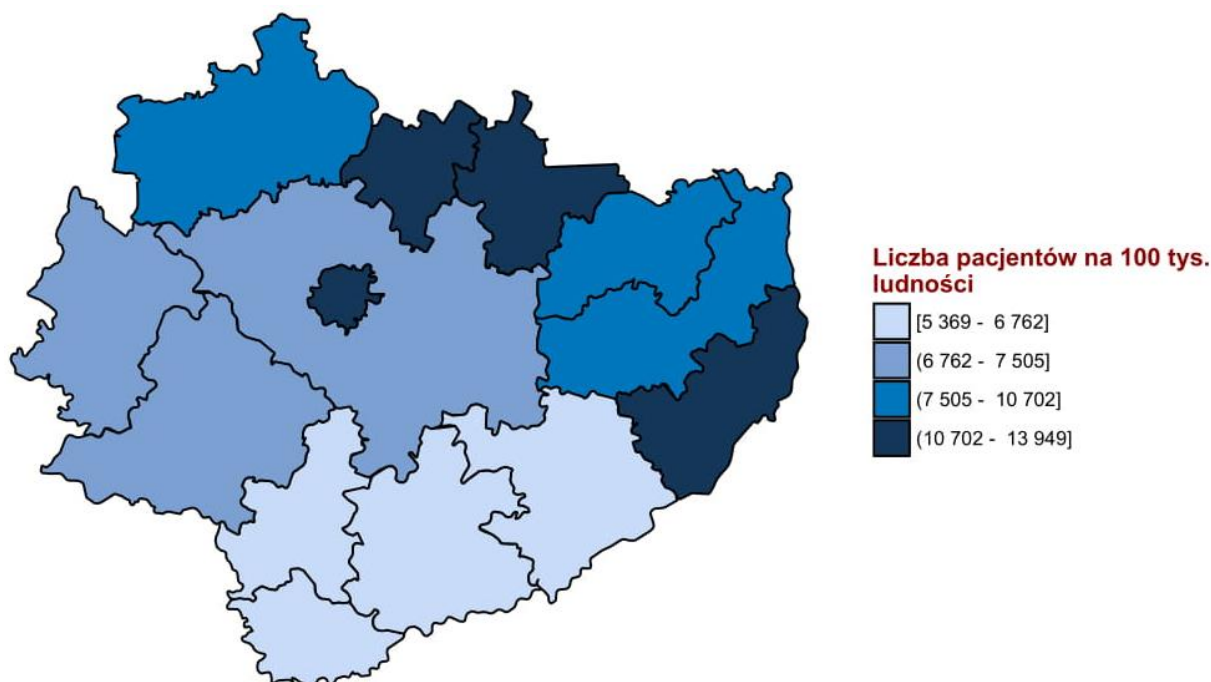 Liczba pacjentów na 100 tys.
ludności
[5 369 - 6 762]
(6 762 - 7 505]
(7 505 - 10 702]
(10 702 - 13 949]